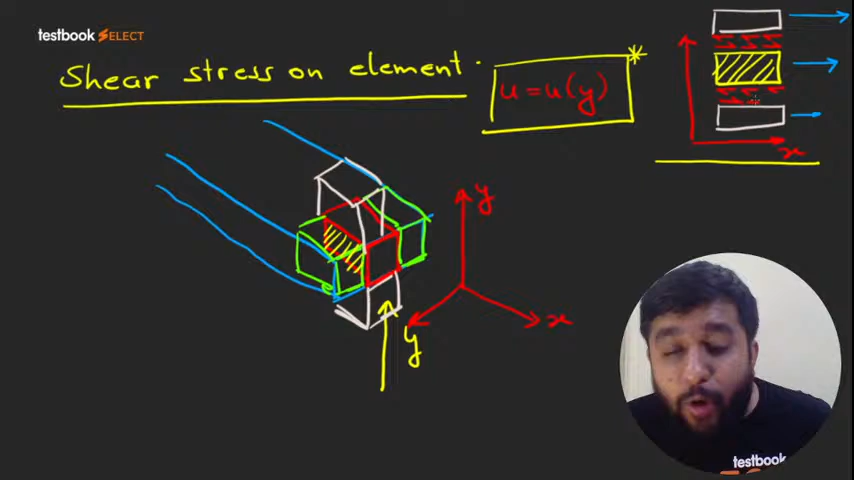 testbook SELECT
Shear stress on element.
u = u(y)
*
x
y
x
y
testbook